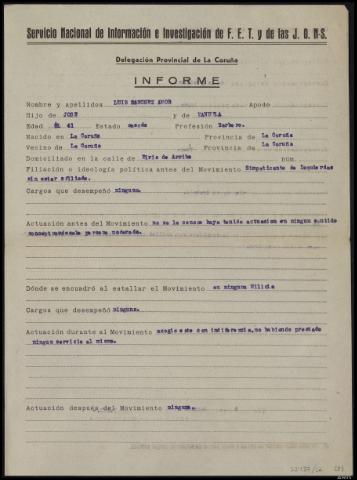 Servicio Nacional de Información e Investigación de F. E. T. y de las J. O. N-S.
Delegación Provincial de La Coruña
INFORME
Nombre y apellidos LUIS SANCHEZ AMOR Apodo
Hijo de JOSE y de MANUELA
Edad 41 Estado casado Profesión Barbero.
Nacido en La Coruña Provincia de La Coruña
Vecino de La Coruña Provincia de La Coruña
Domiciliado en la calle de de Arriba núm.
Filiación e ideología política antes del Movimiento Simpatizante de Izquierdas
sin estar afiliado.
Cargos que desempeñó ninguno.
Actuación antes del Movimiento no se le conoce haya tenido actuacion en ningun sentido
persona moderada.
Dónde se encuadró al estallar el Movimiento en ninguna Milicia
Cargos que desempeñó ninguno.
Actuación durante el Movimiento acogio este con indiferencia, no habiendo prestado
ningun servicio al mismo.
Actuación después del Movimiento ninguna.